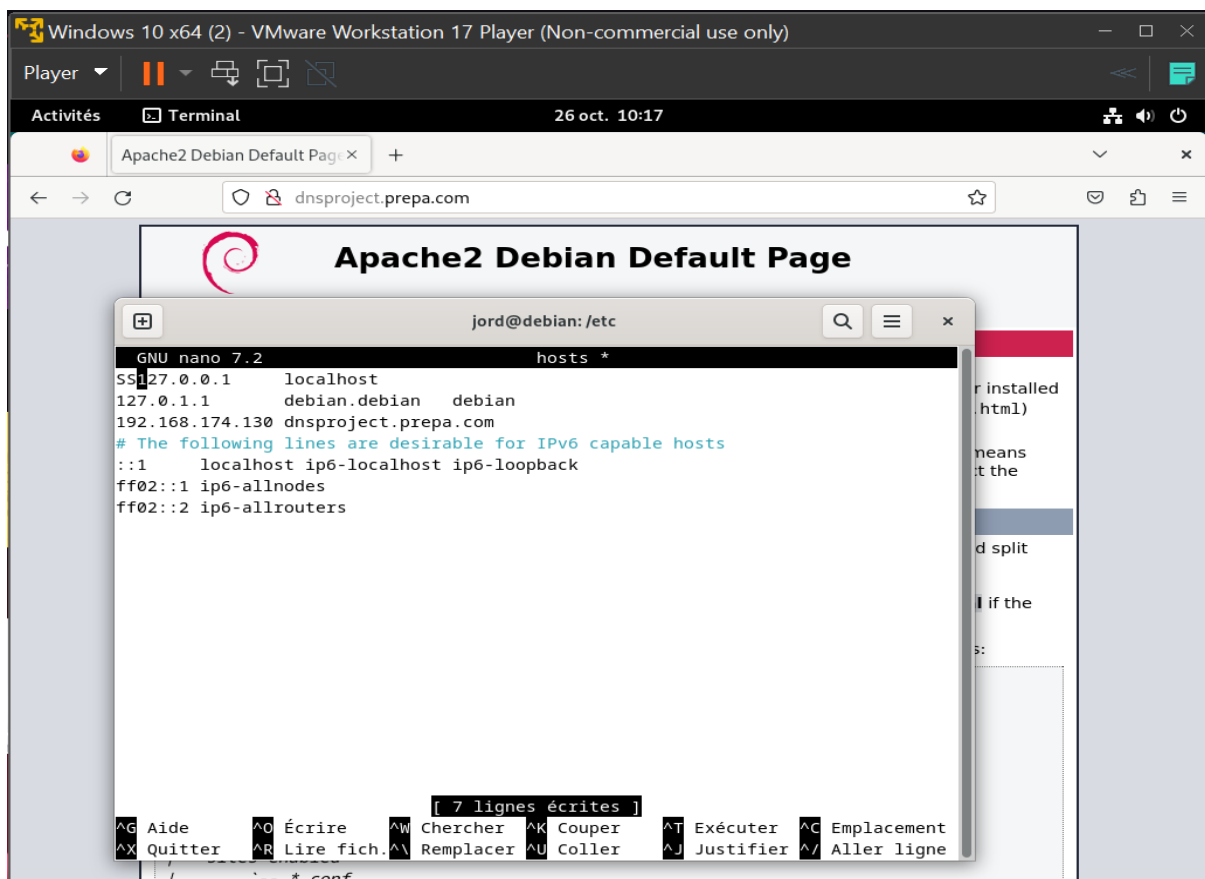 Windows 10 x64 (2) - VMware Workstation 17 Player (Non-commercial use only)
Player
Activités Terminal 26 oct. 10:17
Apache2 Debian Default Pag
dnsproject.prepa.com
Apache2 Debian Default Page
jord@debian: /etc
GNU nano 7.2 hosts *
SS127.0.0.1 localhost
127.0.1.1 debian.debian debian
192.168.174.130 dnsproject.prepa.com
# The following lines are desirable for IPv6 capable hosts
::1 localhost ip6-localhost ip6-loopback
ff02::1 ip6-allnodes
ff02::2 ip6-allrouters
r installed
.html)
means
t the
d split
l if the
s:
[ 7 lignes écrites ]
^G Aide ^O Écrire ^W Chercher ^K Couper ^T Exécuter ^C Emplacement
^X Quitter ^R Lire fich. ^\ Remplacer ^U Coller ^J Justifier ^/ Aller ligne
*.conf